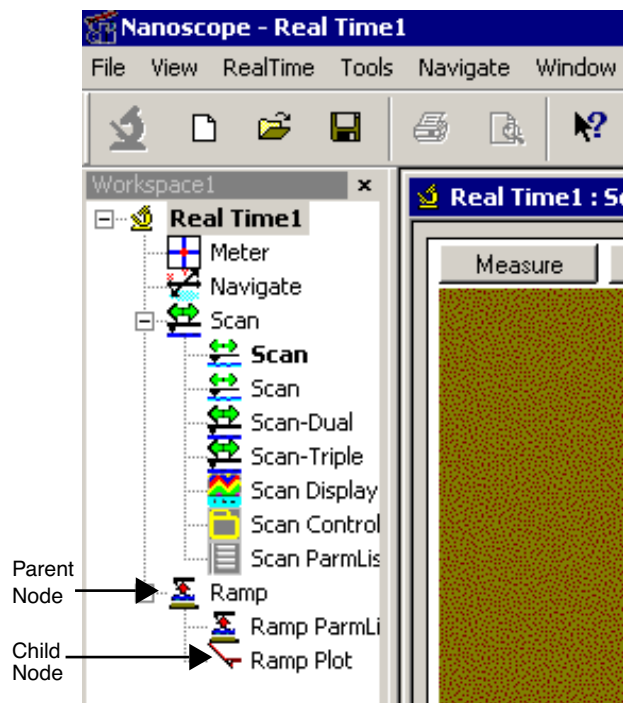 Nanoscope - Real Time1
File View RealTime Tools Navigate Window
Workspace1
Real Time1
Meter
Navigate
Scan
Scan
Scan
Scan-Dual
Scan-Triple
Scan Display
Scan Control
Scan ParmLis
Ramp
Ramp ParmLi
Ramp Plot
Parent
Node
Child
Node
Real Time1 : Sc
Measure